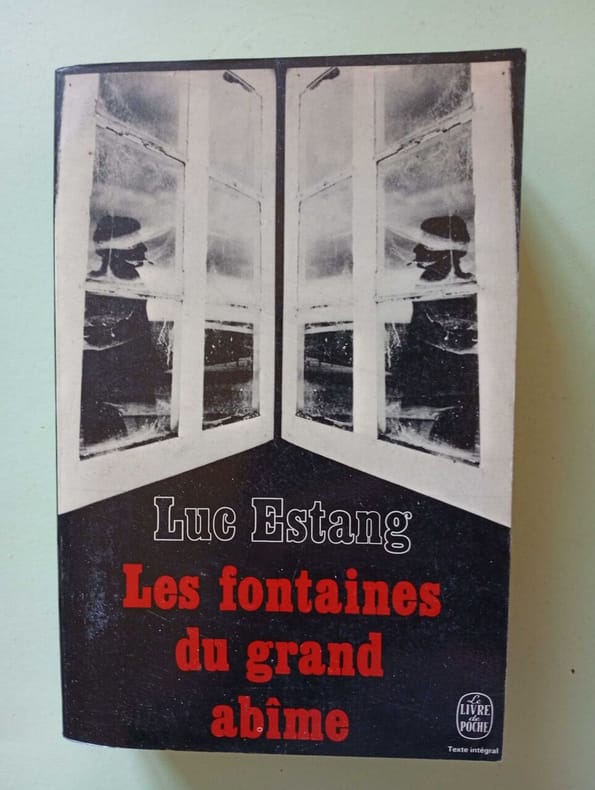 Luc Estang
Les fontaines
du grand
abîme
Le
LIVRE
de
POCHE
Texte intégral